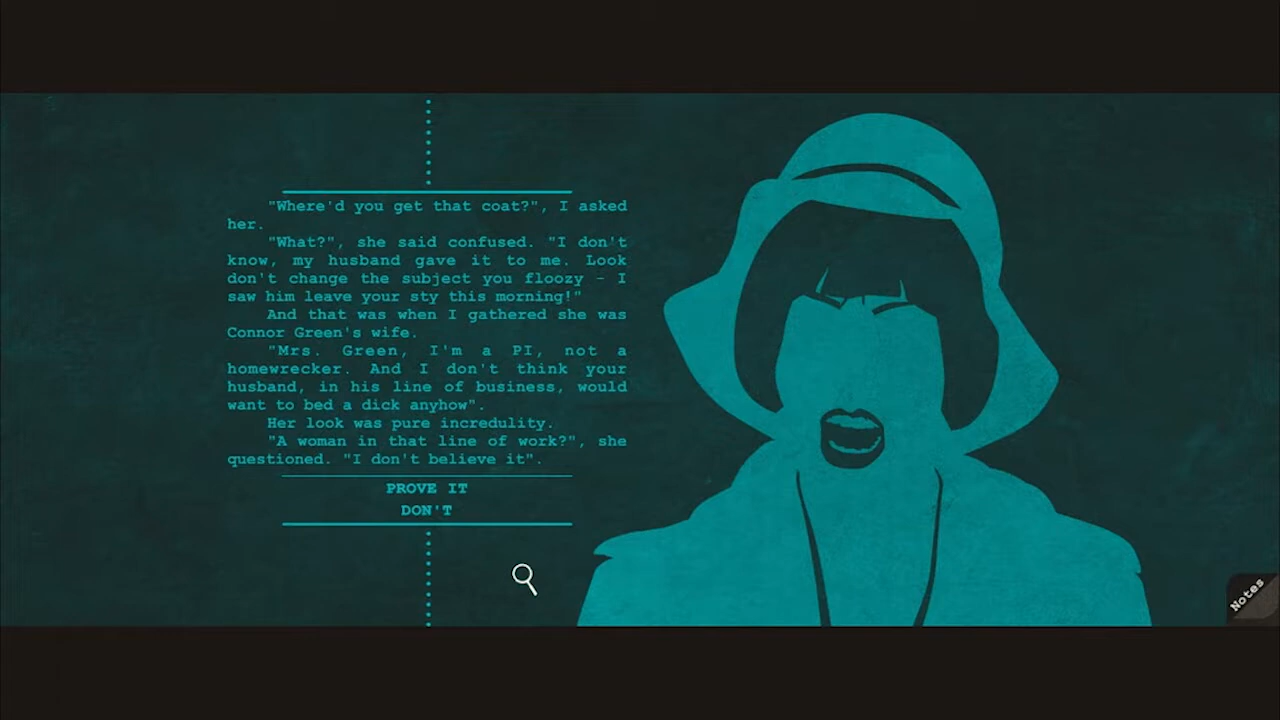 "Where'd you get that coat?", I asked
her.
"What?", she said confused. "I don't
know, my husband gave it to me. Look
don't change the subject you floozy - I
saw him leave your sty this morning!"
And that was when I gathered she was
Connor Green's wife.
"Mrs. Green, I'm a PI, not a
homewrecker. And I don't think your
husband, in his line of business, would
want to bed a dick anyhow".
Her look was pure incredulity.
"A woman in that line of work?", she
questioned. "I don't believe it".
PROVE IT
DON'T
Notes